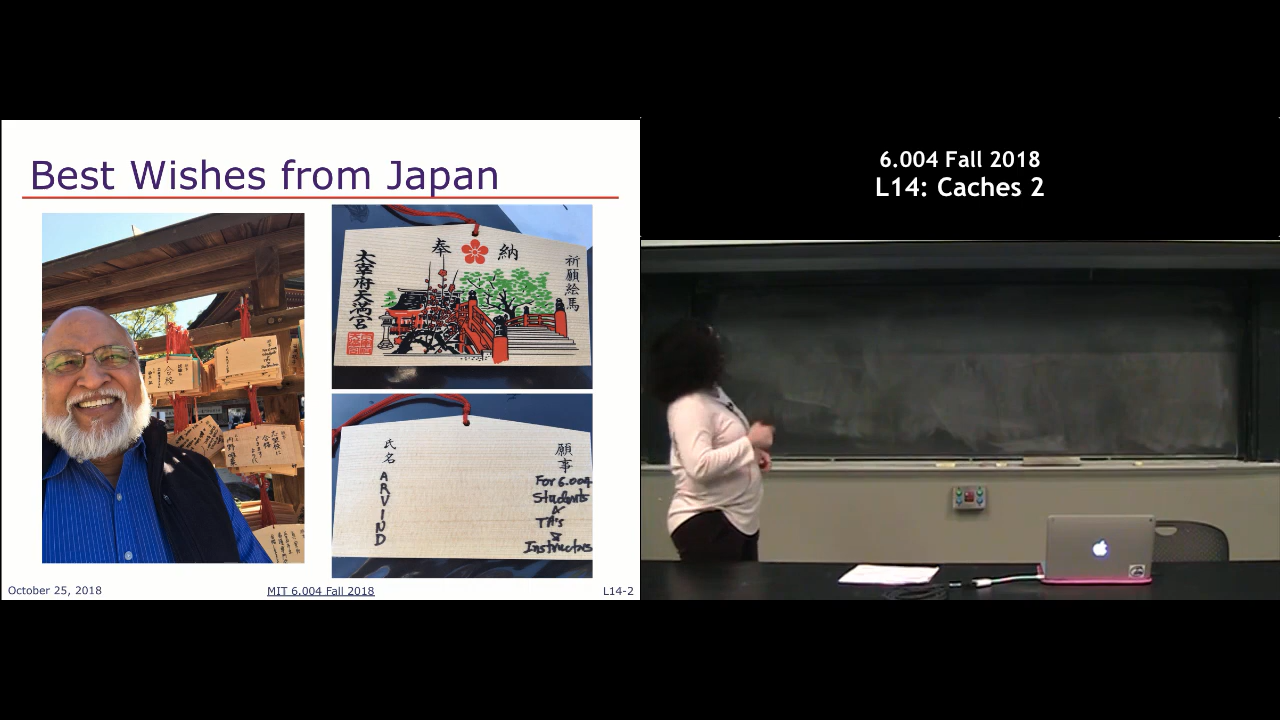 Best Wishes from Japan
奉 納
祈願絵馬
太宰府天満宮
願事
For 6.004
Students
&
TA's
&
Instructors
氏名
ARVIND
October 25, 2018
MIT 6.004 Fall 2018
L14-2
6.004 Fall 2018
L14: Caches 2